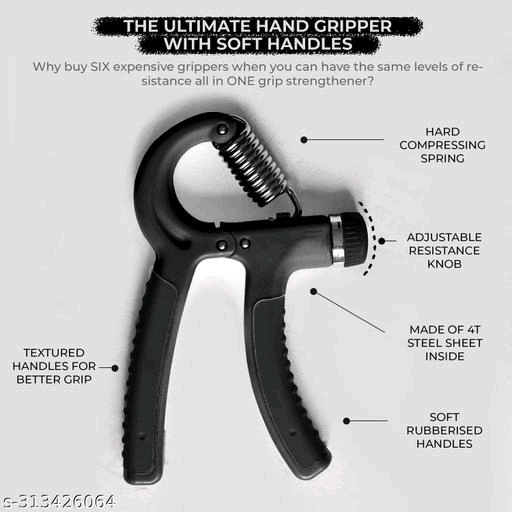 THE ULTIMATE HAND GRIPPER
WITH SOFT HANDLES
Why buy SIX expensive grippers when you can have the same levels of re-
sistance all in ONE grip strengthener?
HARD
COMPRESSING
SPRING
ADJUSTABLE
RESISTANCE
KNOB
MADE OF 4T
STEEL SHEET
INSIDE
TEXTURED
HANDLES FOR
BETTER GRIP
SOFT
RUBBERISED
HANDLES
s-313426064